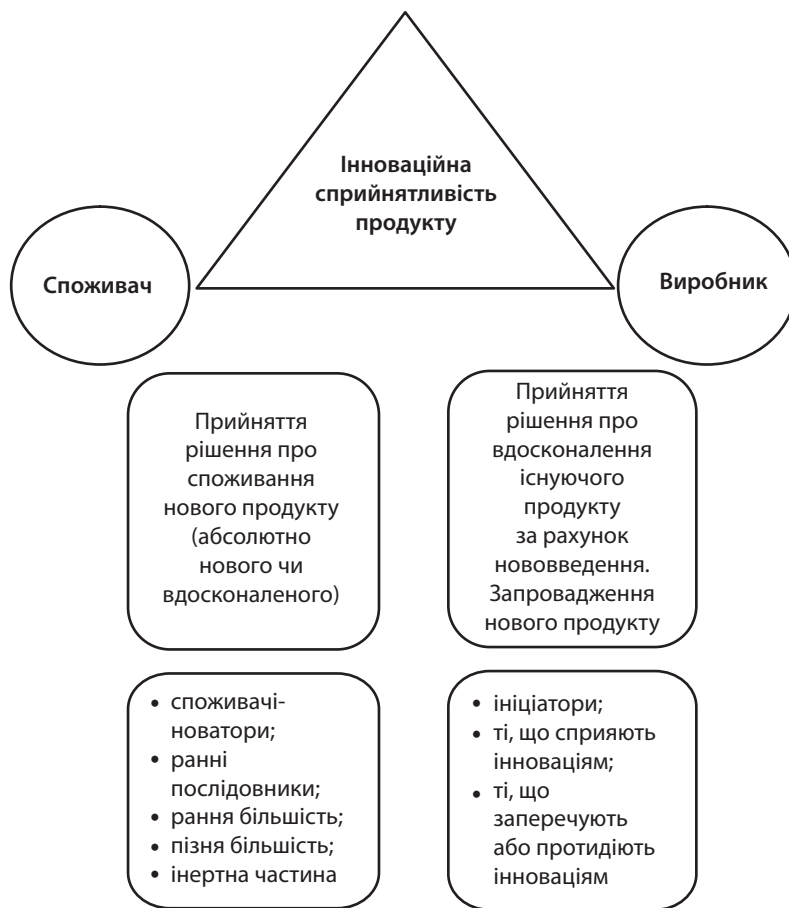 Інноваційна
сприйнятливість
продукту
Споживач
Виробник
Прийняття
рішення про
споживання
нового продукту
(абсолютно
нового чи
вдосконаленого)
Прийняття
рішення про
вдосконалення
існуючого
продукту
за рахунок
нововведення.
Запровадження
нового продукту
• споживачі-
новатори;
• ранні
послідовники;
• рання більшість;
• пізня більшість;
• інертна частина
• ініціатори;
• ті, що сприяють
інноваціям;
• ті, що
заперечують
або протидіють
інноваціям